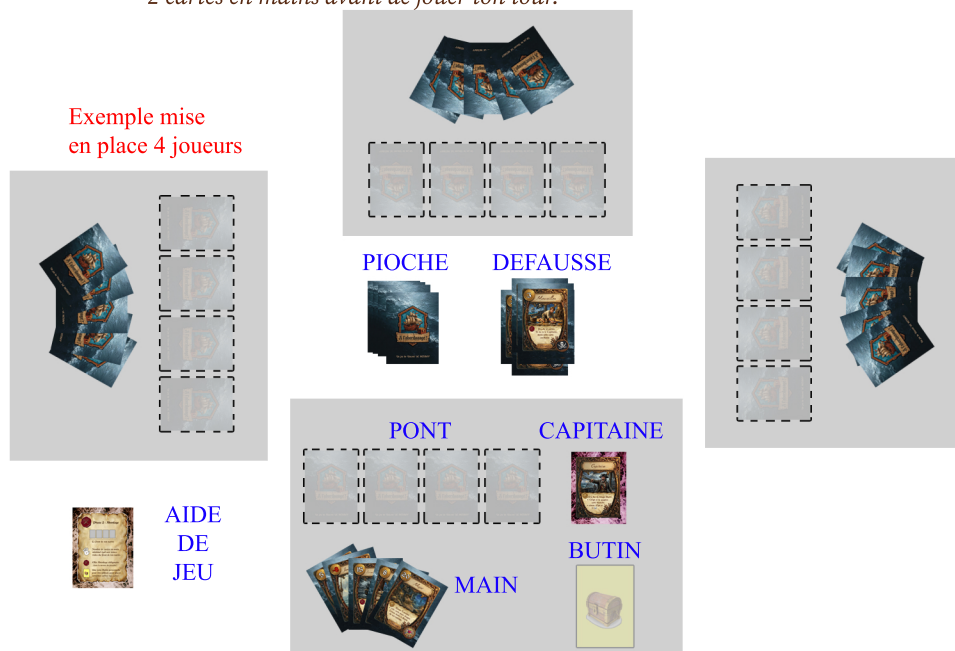 2 cartes en mains avant de jouer ton tour.
Exemple mise
en place 4 joueurs
PIOCHE
DEFAUSSE
PONT
CAPITAINE
AIDE
DE
JEU
MAIN
BUTIN